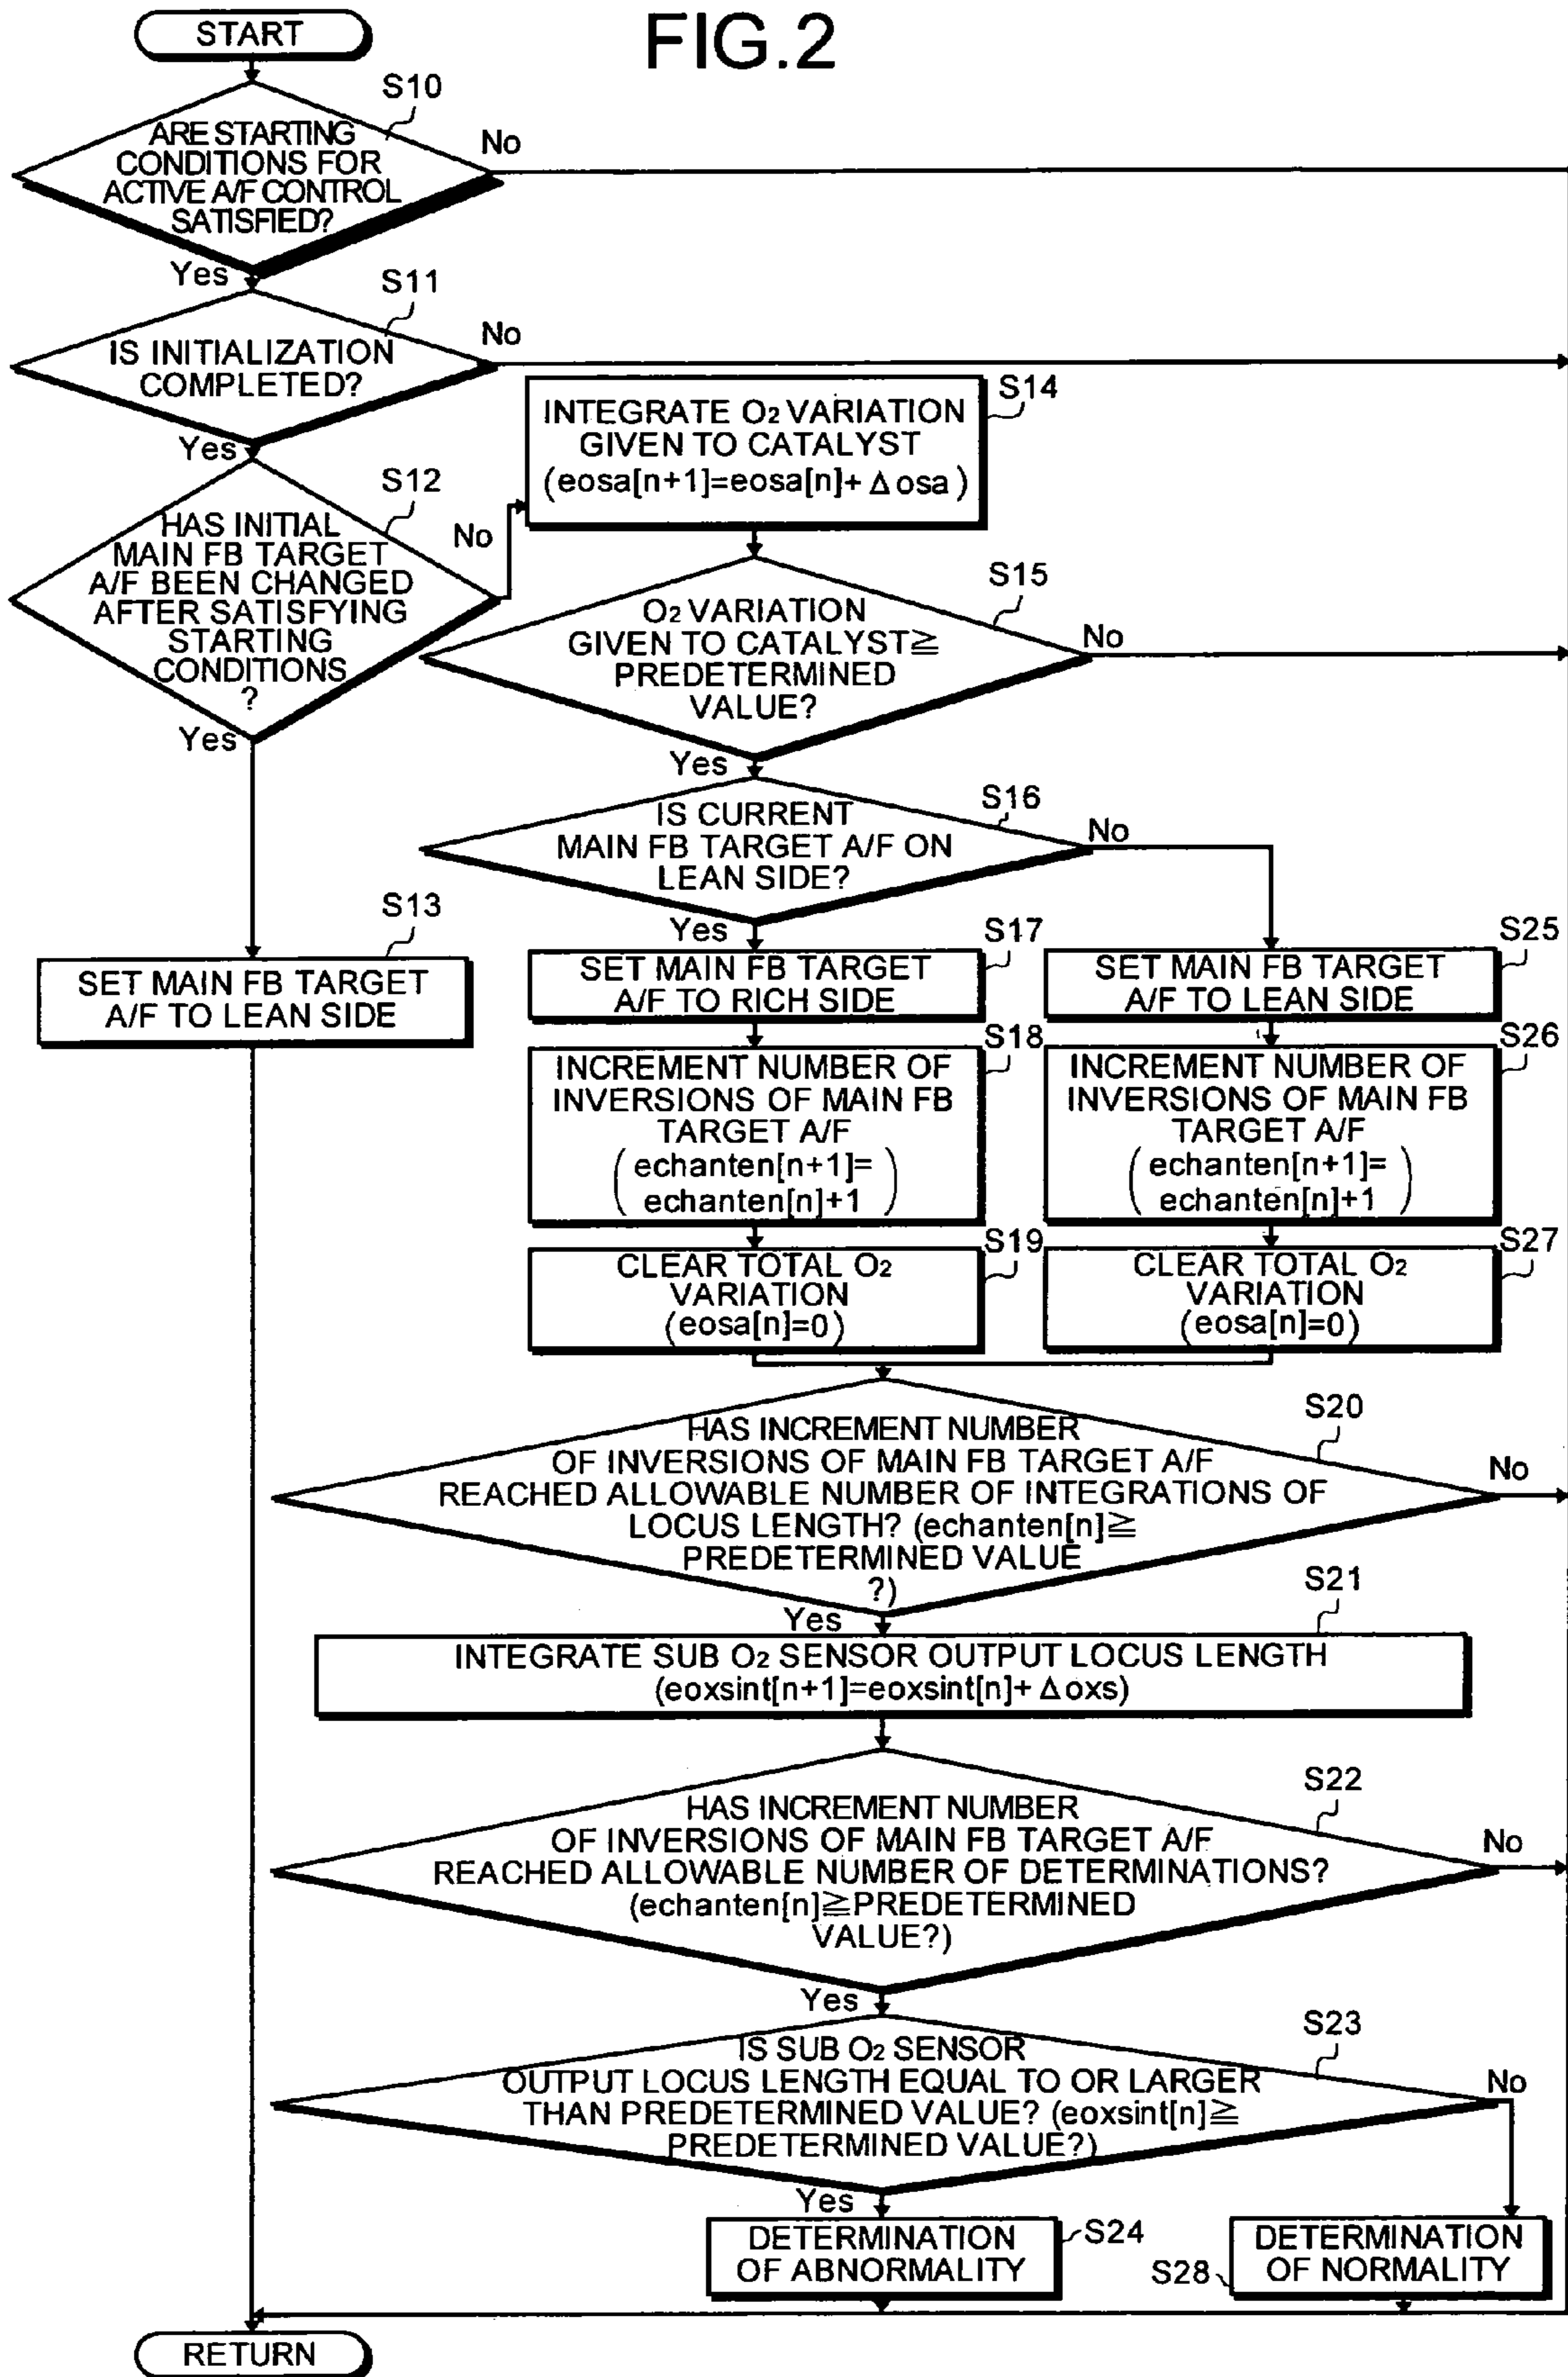 FIG.2
START
S10
ARE STARTING
CONDITIONS FOR
ACTIVE A/F CONTROL
SATISFIED?
No
Yes
S11
IS INITIALIZATION
COMPLETED?
No
Yes
S12
HAS INITIAL
MAIN FB TARGET
A/F BEEN CHANGED
AFTER SATISFYING
STARTING
CONDITIONS
?
No
Yes
S13
SET MAIN FB TARGET
A/F TO LEAN SIDE
S14
INTEGRATE O2 VARIATION
GIVEN TO CATALYST
(eosa[n+1]=eosa[n]+Δosa)
S15
O2 VARIATION
GIVEN TO CATALYST≧
PREDETERMINED
VALUE?
No
Yes
S16
IS CURRENT
MAIN FB TARGET A/F ON
LEAN SIDE?
No
Yes
S17
SET MAIN FB TARGET
A/F TO RICH SIDE
S18
INCREMENT NUMBER OF
INVERSIONS OF MAIN FB
TARGET A/F
(echanten[n+1]=
echanten[n]+1)
S19
CLEAR TOTAL O2
VARIATION
(eosa[n]=0)
S25
SET MAIN FB TARGET
A/F TO LEAN SIDE
S26
INCREMENT NUMBER OF
INVERSIONS OF MAIN FB
TARGET A/F
(echanten[n+1]=
echanten[n]+1)
S27
CLEAR TOTAL O2
VARIATION
(eosa[n]=0)
S20
HAS INCREMENT NUMBER
OF INVERSIONS OF MAIN FB TARGET A/F
REACHED ALLOWABLE NUMBER OF INTEGRATIONS OF
LOCUS LENGTH? (echanten[n]≧
PREDETERMINED VALUE
?)
No
Yes
S21
INTEGRATE SUB O2 SENSOR OUTPUT LOCUS LENGTH
(eoxsint[n+1]=eoxsint[n]+Δoxs)
S22
HAS INCREMENT NUMBER
OF INVERSIONS OF MAIN FB TARGET A/F
REACHED ALLOWABLE NUMBER OF DETERMINATIONS?
(echanten[n]≧PREDETERMINED
VALUE?)
No
Yes
S23
IS SUB O2 SENSOR
OUTPUT LOCUS LENGTH EQUAL TO OR LARGER
THAN PREDETERMINED VALUE? (eoxsint[n]≧
PREDETERMINED VALUE?)
No
Yes
S24
DETERMINATION
OF ABNORMALITY
S28
DETERMINATION
OF NORMALITY
RETURN